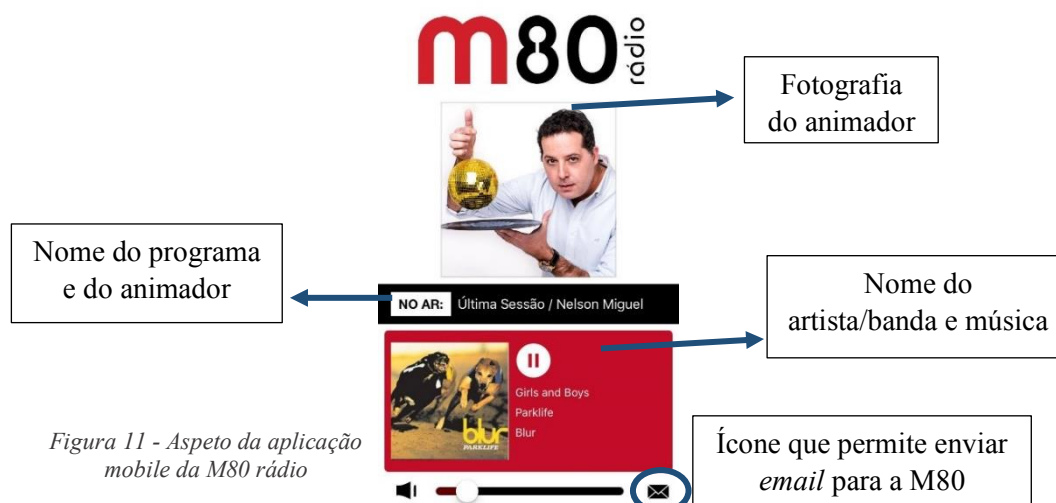 m80 rádio
Fotografia
do animador
Nome do programa
e do animador
NO AR: Última Sessão / Nelson Miguel
Nome do
artista/banda e música
Girls and Boys
Parklife
Blur
blur
PARKLIFE
Figura 11 - Aspeto da aplicação
mobile da M80 rádio
Ícone que permite enviar
email para a M80